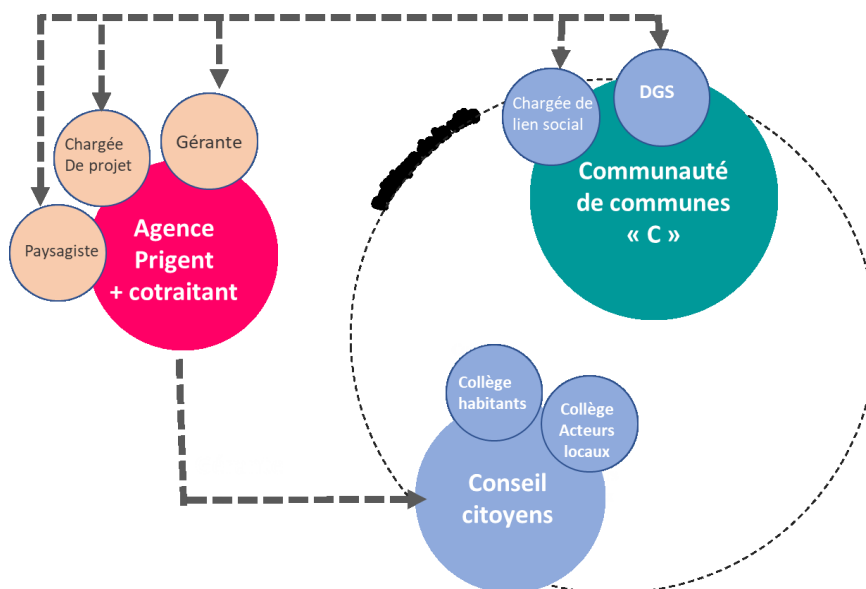 Chargée de
lien social
DGS
Communauté
de communes
« C »
Chargée
De projet
Gérante
Paysagiste
Agence
Prigent
+ cotraitant
Collège
habitants
Collège
Acteurs
locaux
Conseil
citoyens